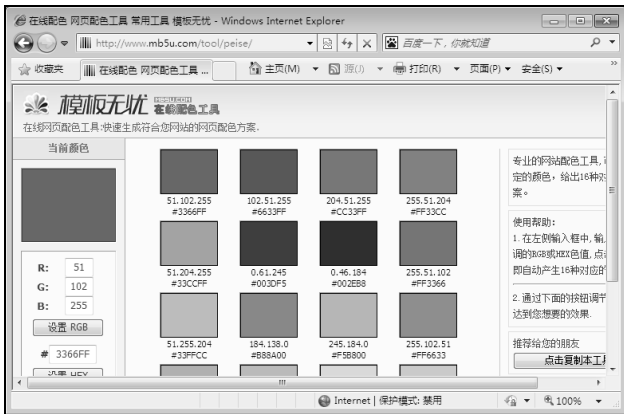 在线配色 网页配色工具 常用工具 模板无忧 - Windows Internet Explorer
http://www.mb5u.com/tool/peise/
百度一下，你就知道
收藏夹
在线配色 网页配色工具 ...
主页(M)
源(J)
打印(R)
页面(P)
安全(S)
模板无忧 MB5U.COM 在线配色工具
在线网页配色工具:快速生成符合您网站的网页配色方案.
当前颜色
R: 51
G: 102
B: 255
设置 RGB
# 3366FF
设置 HEX
51.102.255 102.51.255 204.51.255 255.51.204
#3366FF #6633FF #CC33FF #FF33CC
51.204.255 0.61.245 0.46.184 255.51.102
#33CCFF #003DF5 #002EB8 #FF3366
51.255.204 184.138.0 245.184.0 255.102.51
#33FFCC #B88A00 #F5B800 #FF6633
专业的网站配色工具,
定的颜色，给出16种对
案。
使用帮助:
1.在左侧输入框中,输
调的RGB或HEX色值,点
即自动产生16种对应的
2.通过下面的按钮调节
达到您想要的效果.
推荐给您的朋友
点击复制本工具
Internet | 保护模式: 禁用
100%